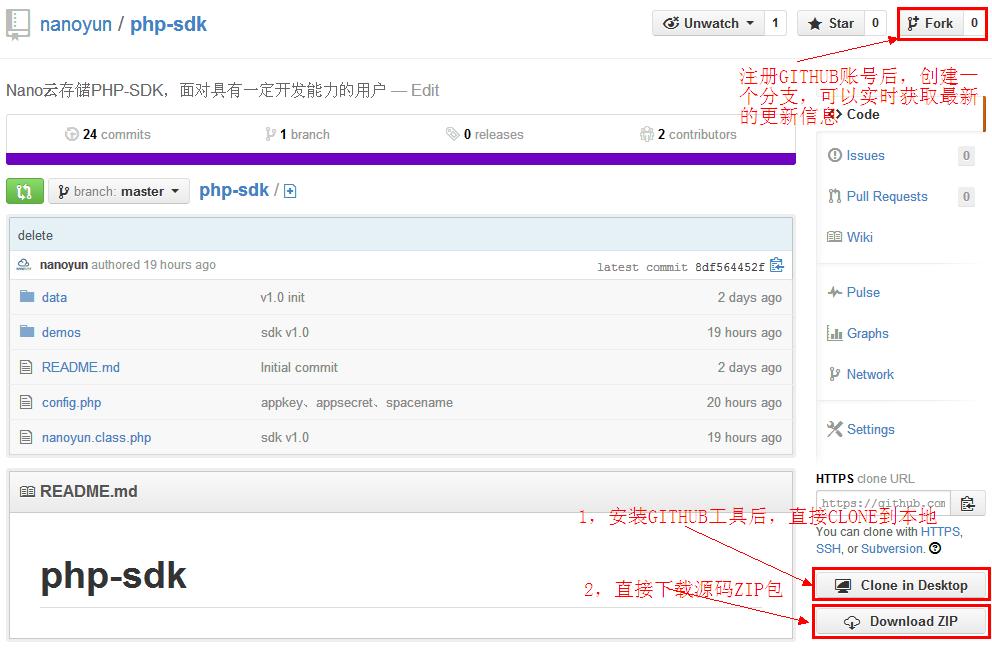 nanoyun / php-sdk
Unwatch 1 Star 0 Fork 0
注册GITHUB账号后，创建一
个分支，可以实时获取最新
的更新信息
Nano云存储PHP-SDK，面对具有一定开发能力的用户 — Edit
24 commits 1 branch 0 releases 2 contributors
branch: master php-sdk /
delete
nanoyun authored 19 hours ago latest commit 8df564452f
data v1.0 init 2 days ago
demos sdk v1.0 19 hours ago
README.md Initial commit 2 days ago
config.php appkey、appsecret、spacename 20 hours ago
nanoyun.class.php sdk v1.0 19 hours ago
README.md
php-sdk
Code
Issues 0
Pull Requests 0
Wiki
Pulse
Graphs
Network
Settings
HTTPS clone URL
https://github.com
1，安装GITHUB工具后，直接CLONE到本地
You can clone with HTTPS,
SSH, or Subversion.
Clone in Desktop
2，直接下载源码ZIP包
Download ZIP